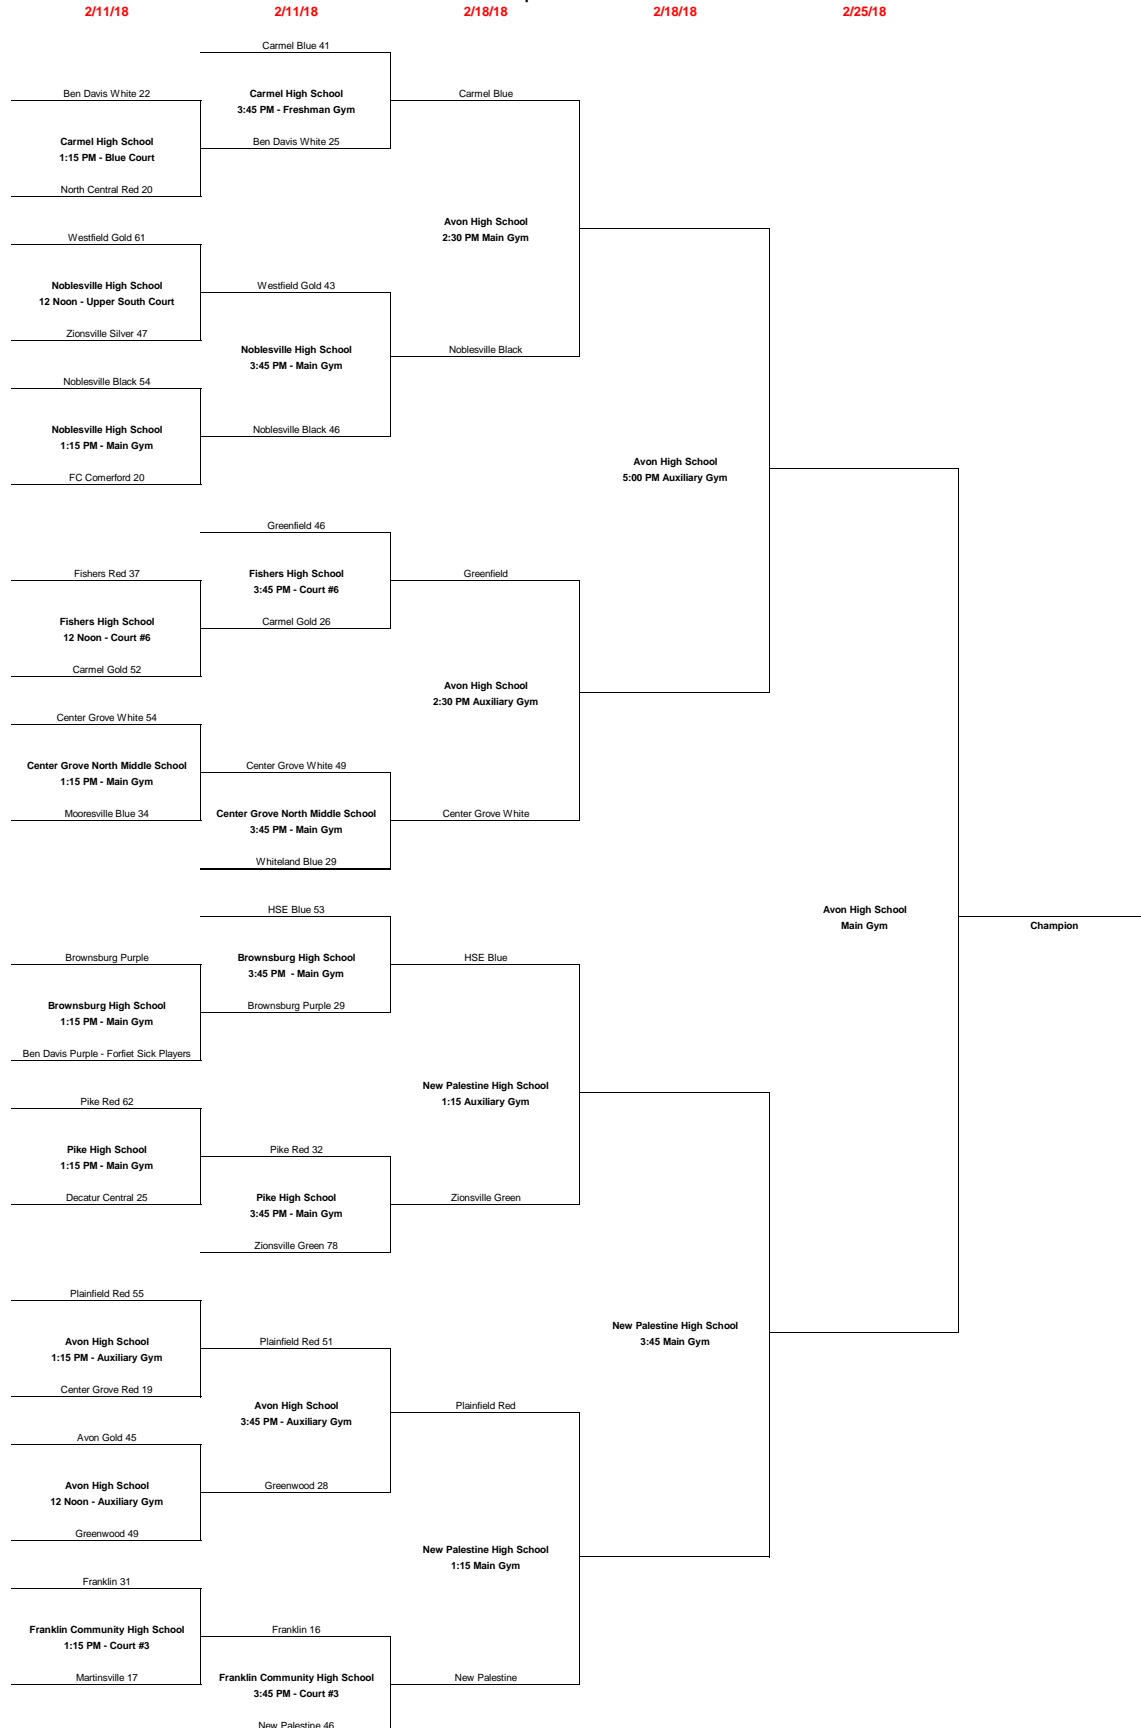 2/11/18 2/11/18 2/18/18 2/18/18 2/25/18
Carmel Blue 41
Ben Davis White 22
Carmel High School
3:45 PM - Freshman Gym
Carmel Blue
Carmel High School
1:15 PM - Blue Court
Ben Davis White 25
North Central Red 20
Avon High School
2:30 PM Main Gym
Westfield Gold 61
Noblesville High School
12 Noon - Upper South Court
Westfield Gold 43
Zionsville Silver 47
Noblesville High School
3:45 PM - Main Gym
Noblesville Black
Noblesville Black 54
Noblesville High School
1:15 PM - Main Gym
Noblesville Black 46
FC Comerford 20
Avon High School
5:00 PM Auxiliary Gym
Greenfield 46
Fishers Red 37
Fishers High School
3:45 PM - Court #6
Greenfield
Fishers High School
12 Noon - Court #6
Carmel Gold 26
Carmel Gold 52
Avon High School
2:30 PM Auxiliary Gym
Center Grove White 54
Center Grove North Middle School
1:15 PM - Main Gym
Center Grove White 49
Mooresville Blue 34
Center Grove North Middle School
3:45 PM - Main Gym
Center Grove White
Whiteland Blue 29
HSE Blue 53
Avon High School
Main Gym
Champion
Brownsburg Purple
Brownsburg High School
3:45 PM - Main Gym
HSE Blue
Brownsburg High School
1:15 PM - Main Gym
Brownsburg Purple 29
Ben Davis Purple - Forfiet Sick Players
New Palestine High School
1:15 Auxiliary Gym
Pike Red 62
Pike High School
1:15 PM - Main Gym
Pike Red 32
Decatur Central 25
Pike High School
3:45 PM - Main Gym
Zionsville Green
Zionsville Green 78
Plainfield Red 55
New Palestine High School
3:45 Main Gym
Avon High School
1:15 PM - Auxiliary Gym
Plainfield Red 51
Center Grove Red 19
Avon High School
3:45 PM - Auxiliary Gym
Plainfield Red
Avon Gold 45
Avon High School
12 Noon - Auxiliary Gym
Greenwood 28
Greenwood 49
New Palestine High School
1:15 Main Gym
Franklin 31
Franklin Community High School
1:15 PM - Court #3
Franklin 16
Martinsville 17
Franklin Community High School
3:45 PM - Court #3
New Palestine
New Palestine 46